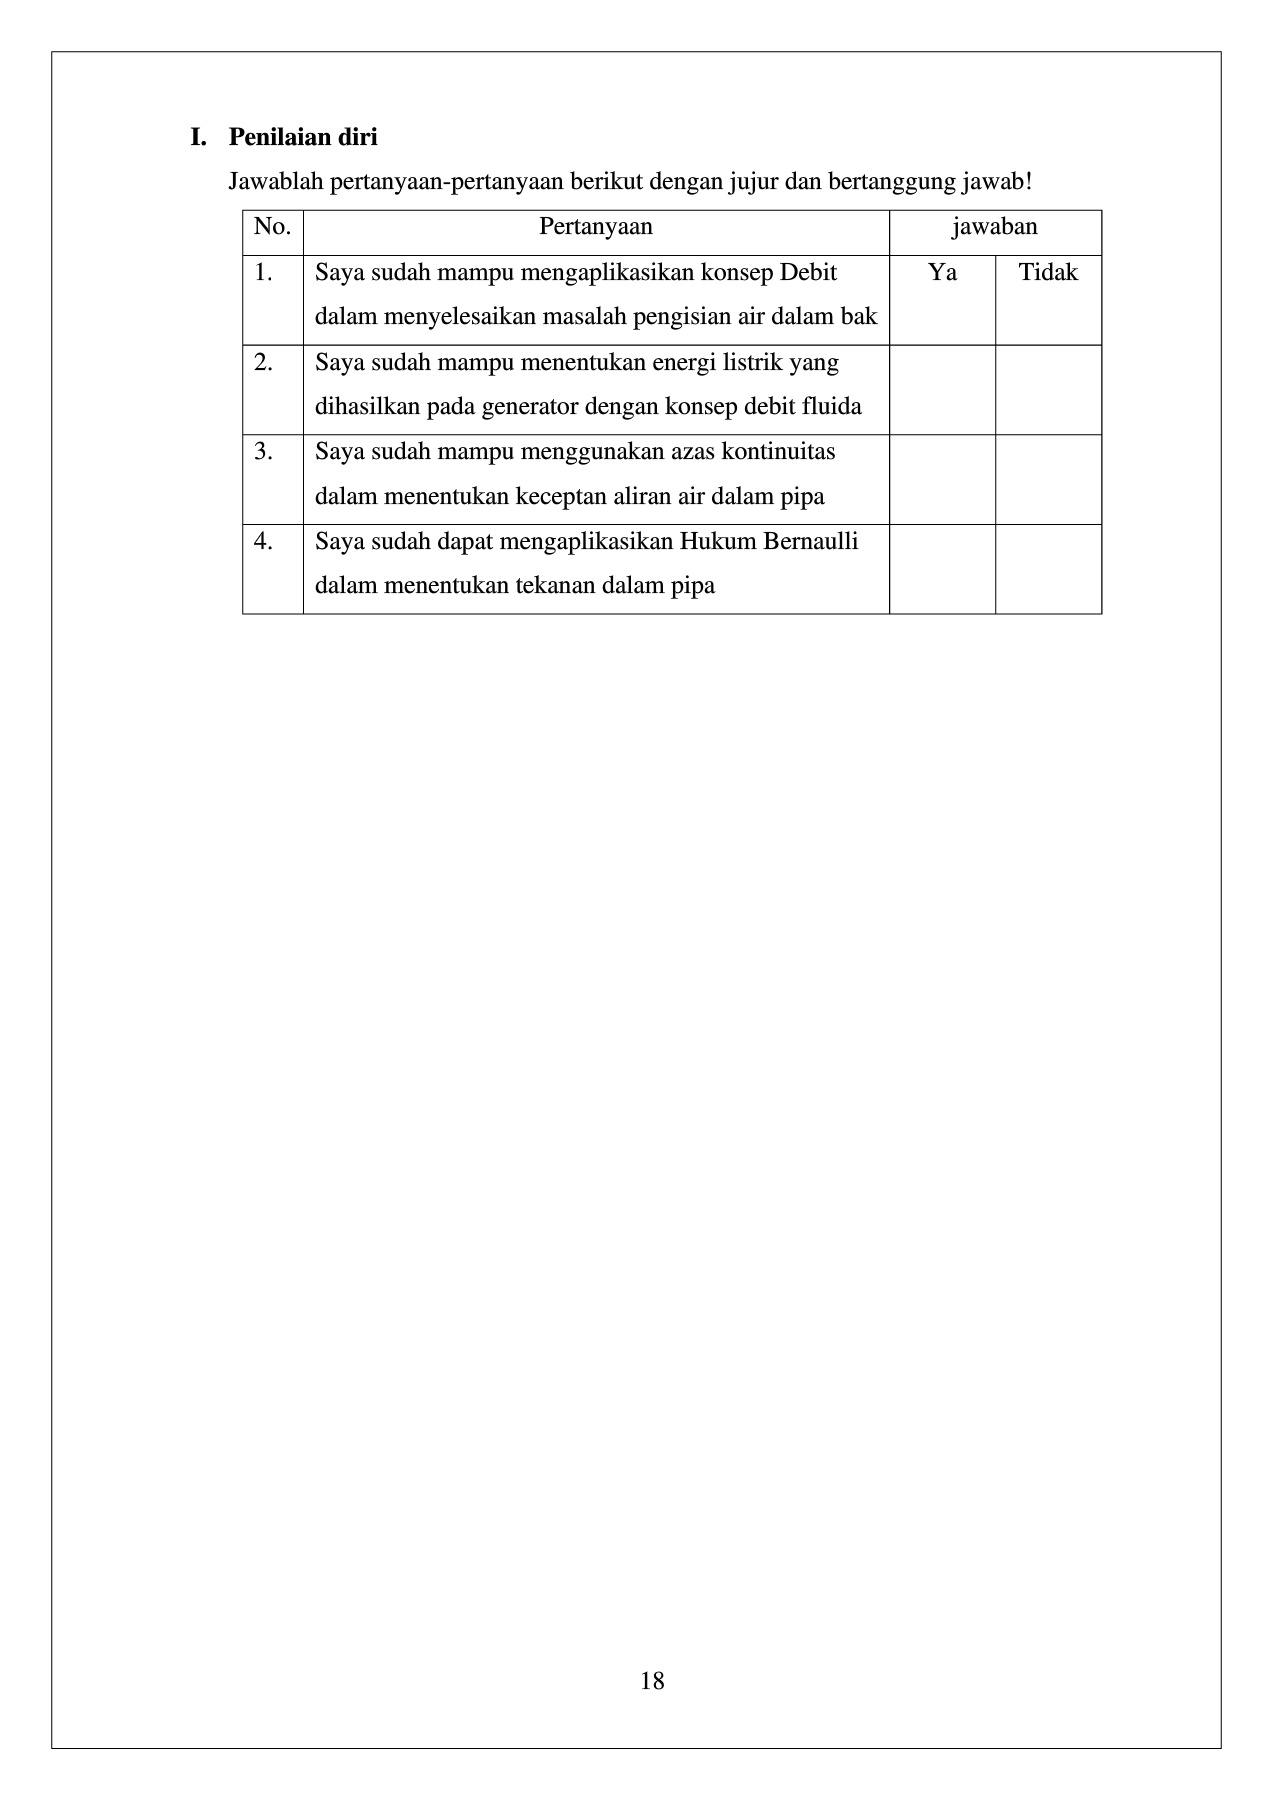 I. Penilaian diri
Jawablah pertanyaan-pertanyaan berikut dengan jujur dan bertanggung jawab!
No. Pertanyaan jawaban
1. Saya sudah mampu mengaplikasikan konsep Debit Ya Tidak
dalam menyelesaikan masalah pengisian air dalam bak
2. Saya sudah mampu menentukan energi listrik yang
dihasilkan pada generator dengan konsep debit fluida
3. Saya sudah mampu menggunakan azas kontinuitas
dalam menentukan keceptan aliran air dalam pipa
4. Saya sudah dapat mengaplikasikan Hukum Bernaulli
dalam menentukan tekanan dalam pipa
18